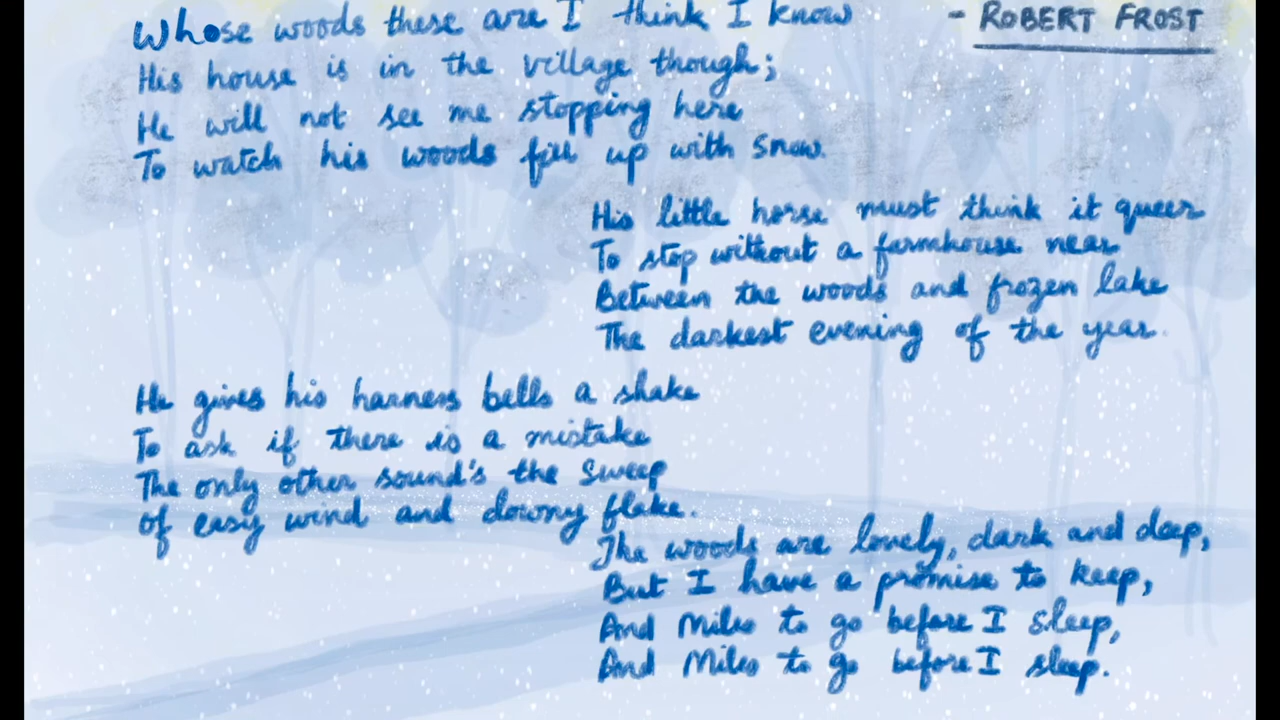 Whose woods these are I think I know
- ROBERT FROST
His house is in the village though;
He will not see me stopping here
To watch his woods fill up with snow.
His little horse must think it queer
To stop without a farmhouse near
Between the woods and frozen lake
The darkest evening of the year.
He gives his harness bells a shake
To ask if there is a mistake
The only other sound's the sweep
Of easy wind and downy flake.
The woods are lovely, dark and deep,
But I have a promise to keep,
And Miles to go before I sleep,
And Miles to go before I sleep.